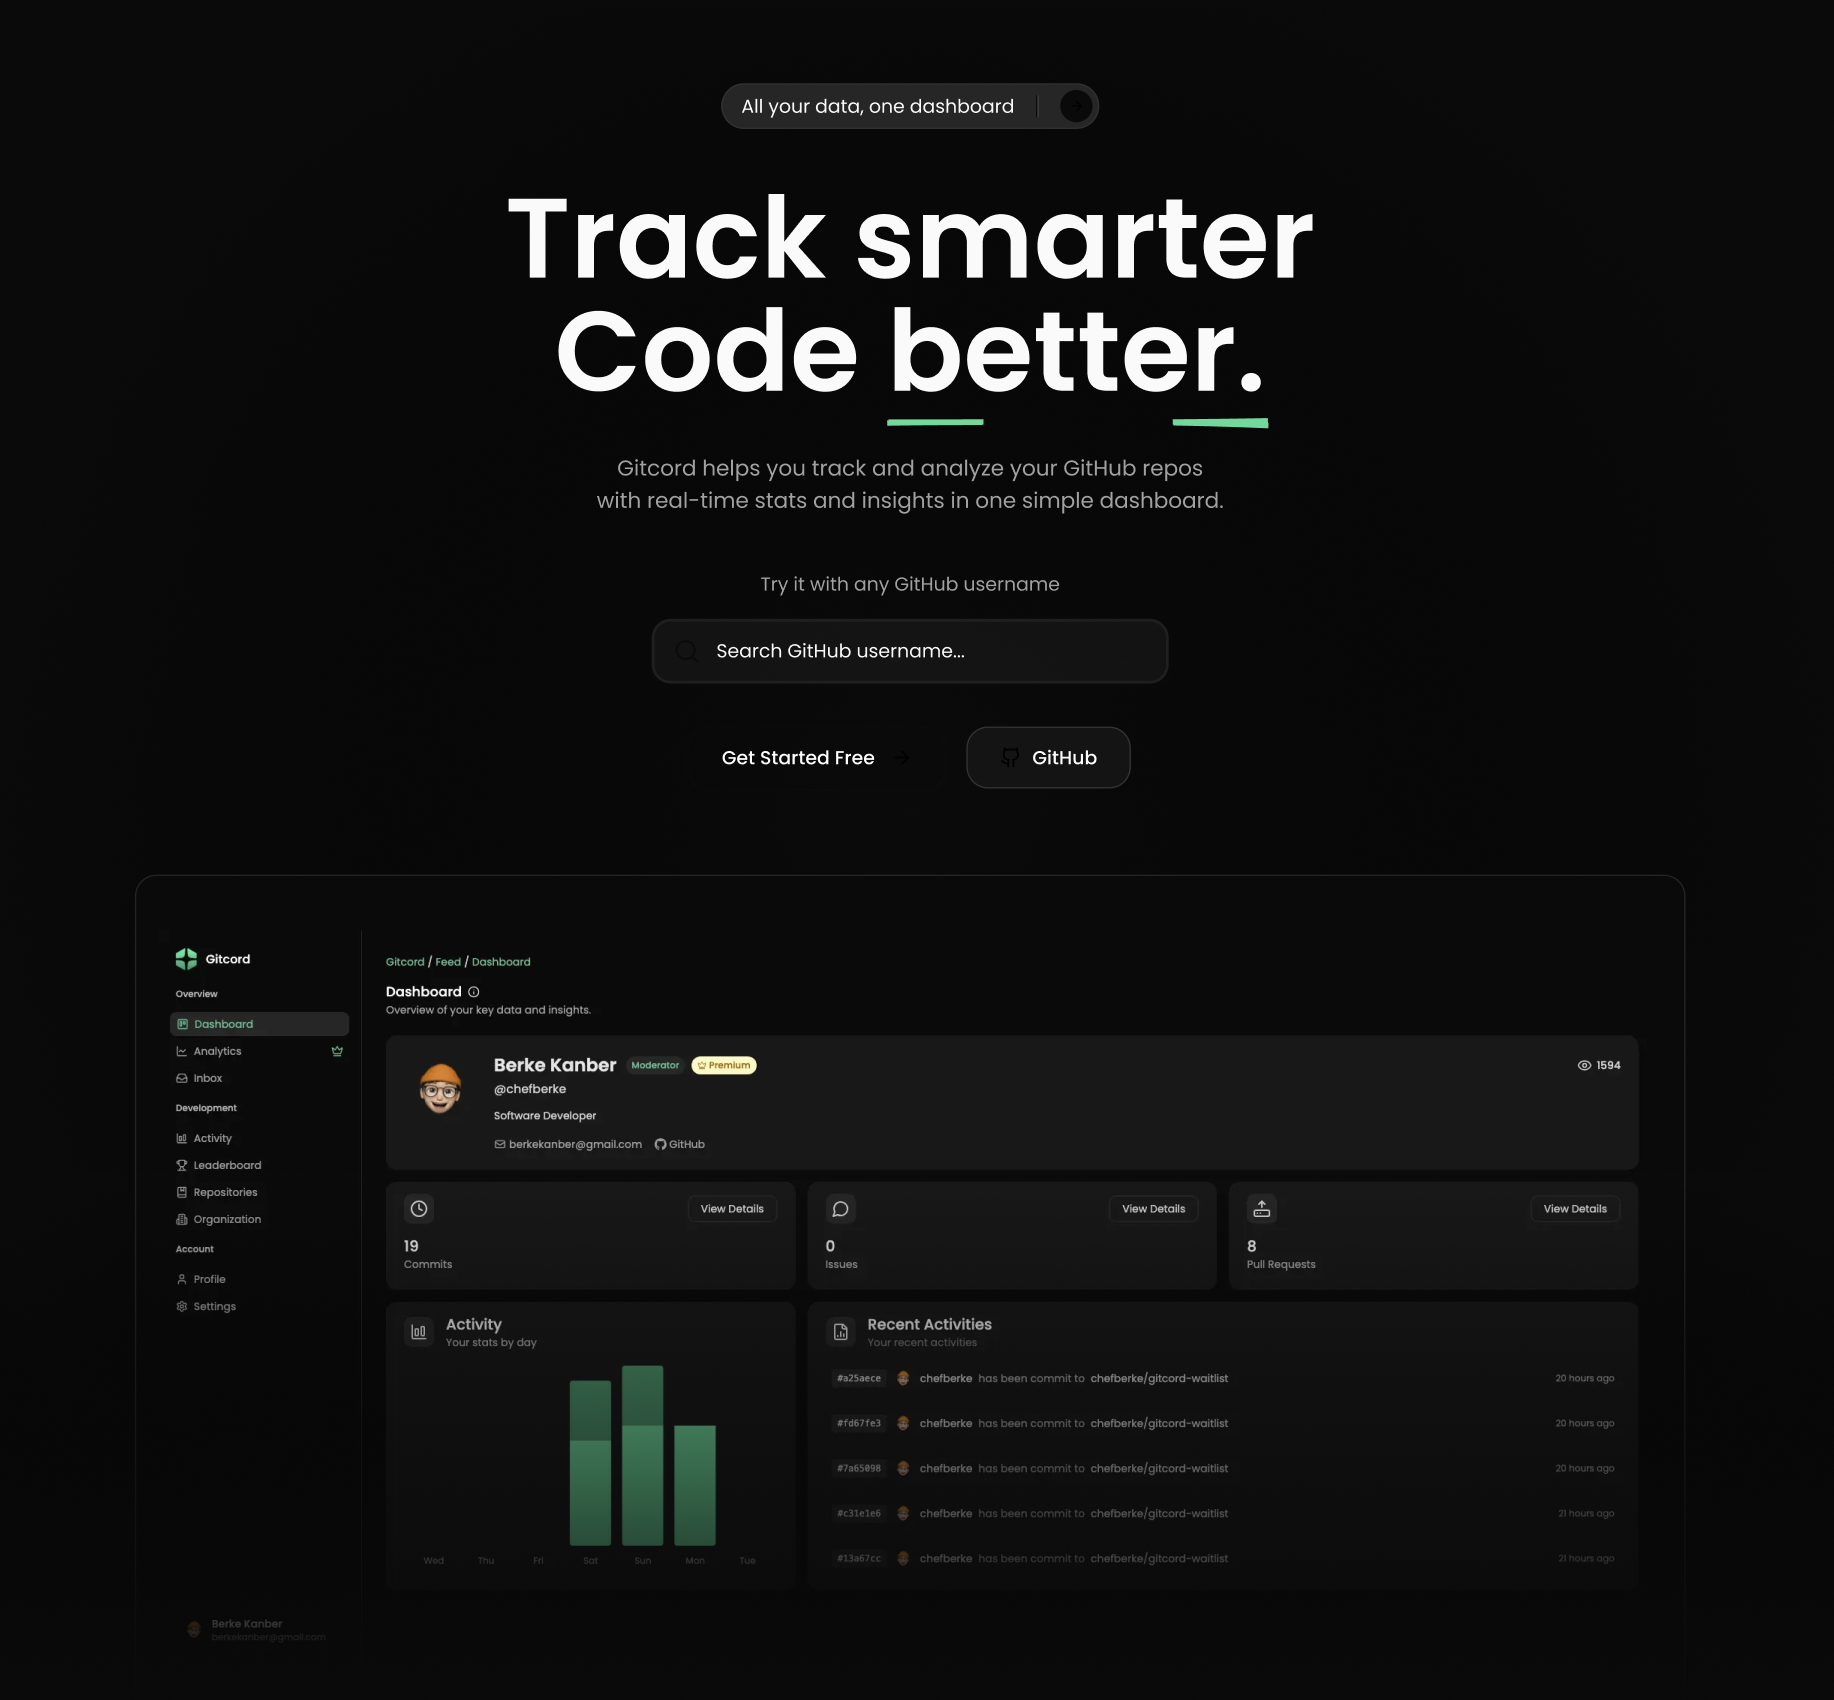 All your data, one dashboard
Track smarter
Code better.
Gitcord helps you track and analyze your GitHub repos
with real-time stats and insights in one simple dashboard.
Try it with any GitHub username
Search GitHub username...
Get Started Free
GitHub
Gitcord
Overview
Dashboard
Analytics
Inbox
Development
Activity
Leaderboard
Repositories
Organization
Account
Profile
Settings
Berke Kanber
berkekanber@gmail.com
Gitcord / Feed / Dashboard
Dashboard
Overview of your key data and insights.
Berke Kanber Moderator Premium
1594
@chefberke
Software Developer
berkekanber@gmail.com GitHub
View Details
19
Commits
View Details
0
Issues
View Details
8
Pull Requests
Activity
Your stats by day
Wed Thu Fri Sat Sun Mon Tue
Recent Activities
Your recent activities
#a25aece chefberke has been commit to chefberke/gitcord-waitlist 20 hours ago
#fd67fe3 chefberke has been commit to chefberke/gitcord-waitlist 20 hours ago
#7a65098 chefberke has been commit to chefberke/gitcord-waitlist 20 hours ago
#c31e1e6 chefberke has been commit to chefberke/gitcord-waitlist 21 hours ago
#13a67cc chefberke has been commit to chefberke/gitcord-waitlist 21 hours ago